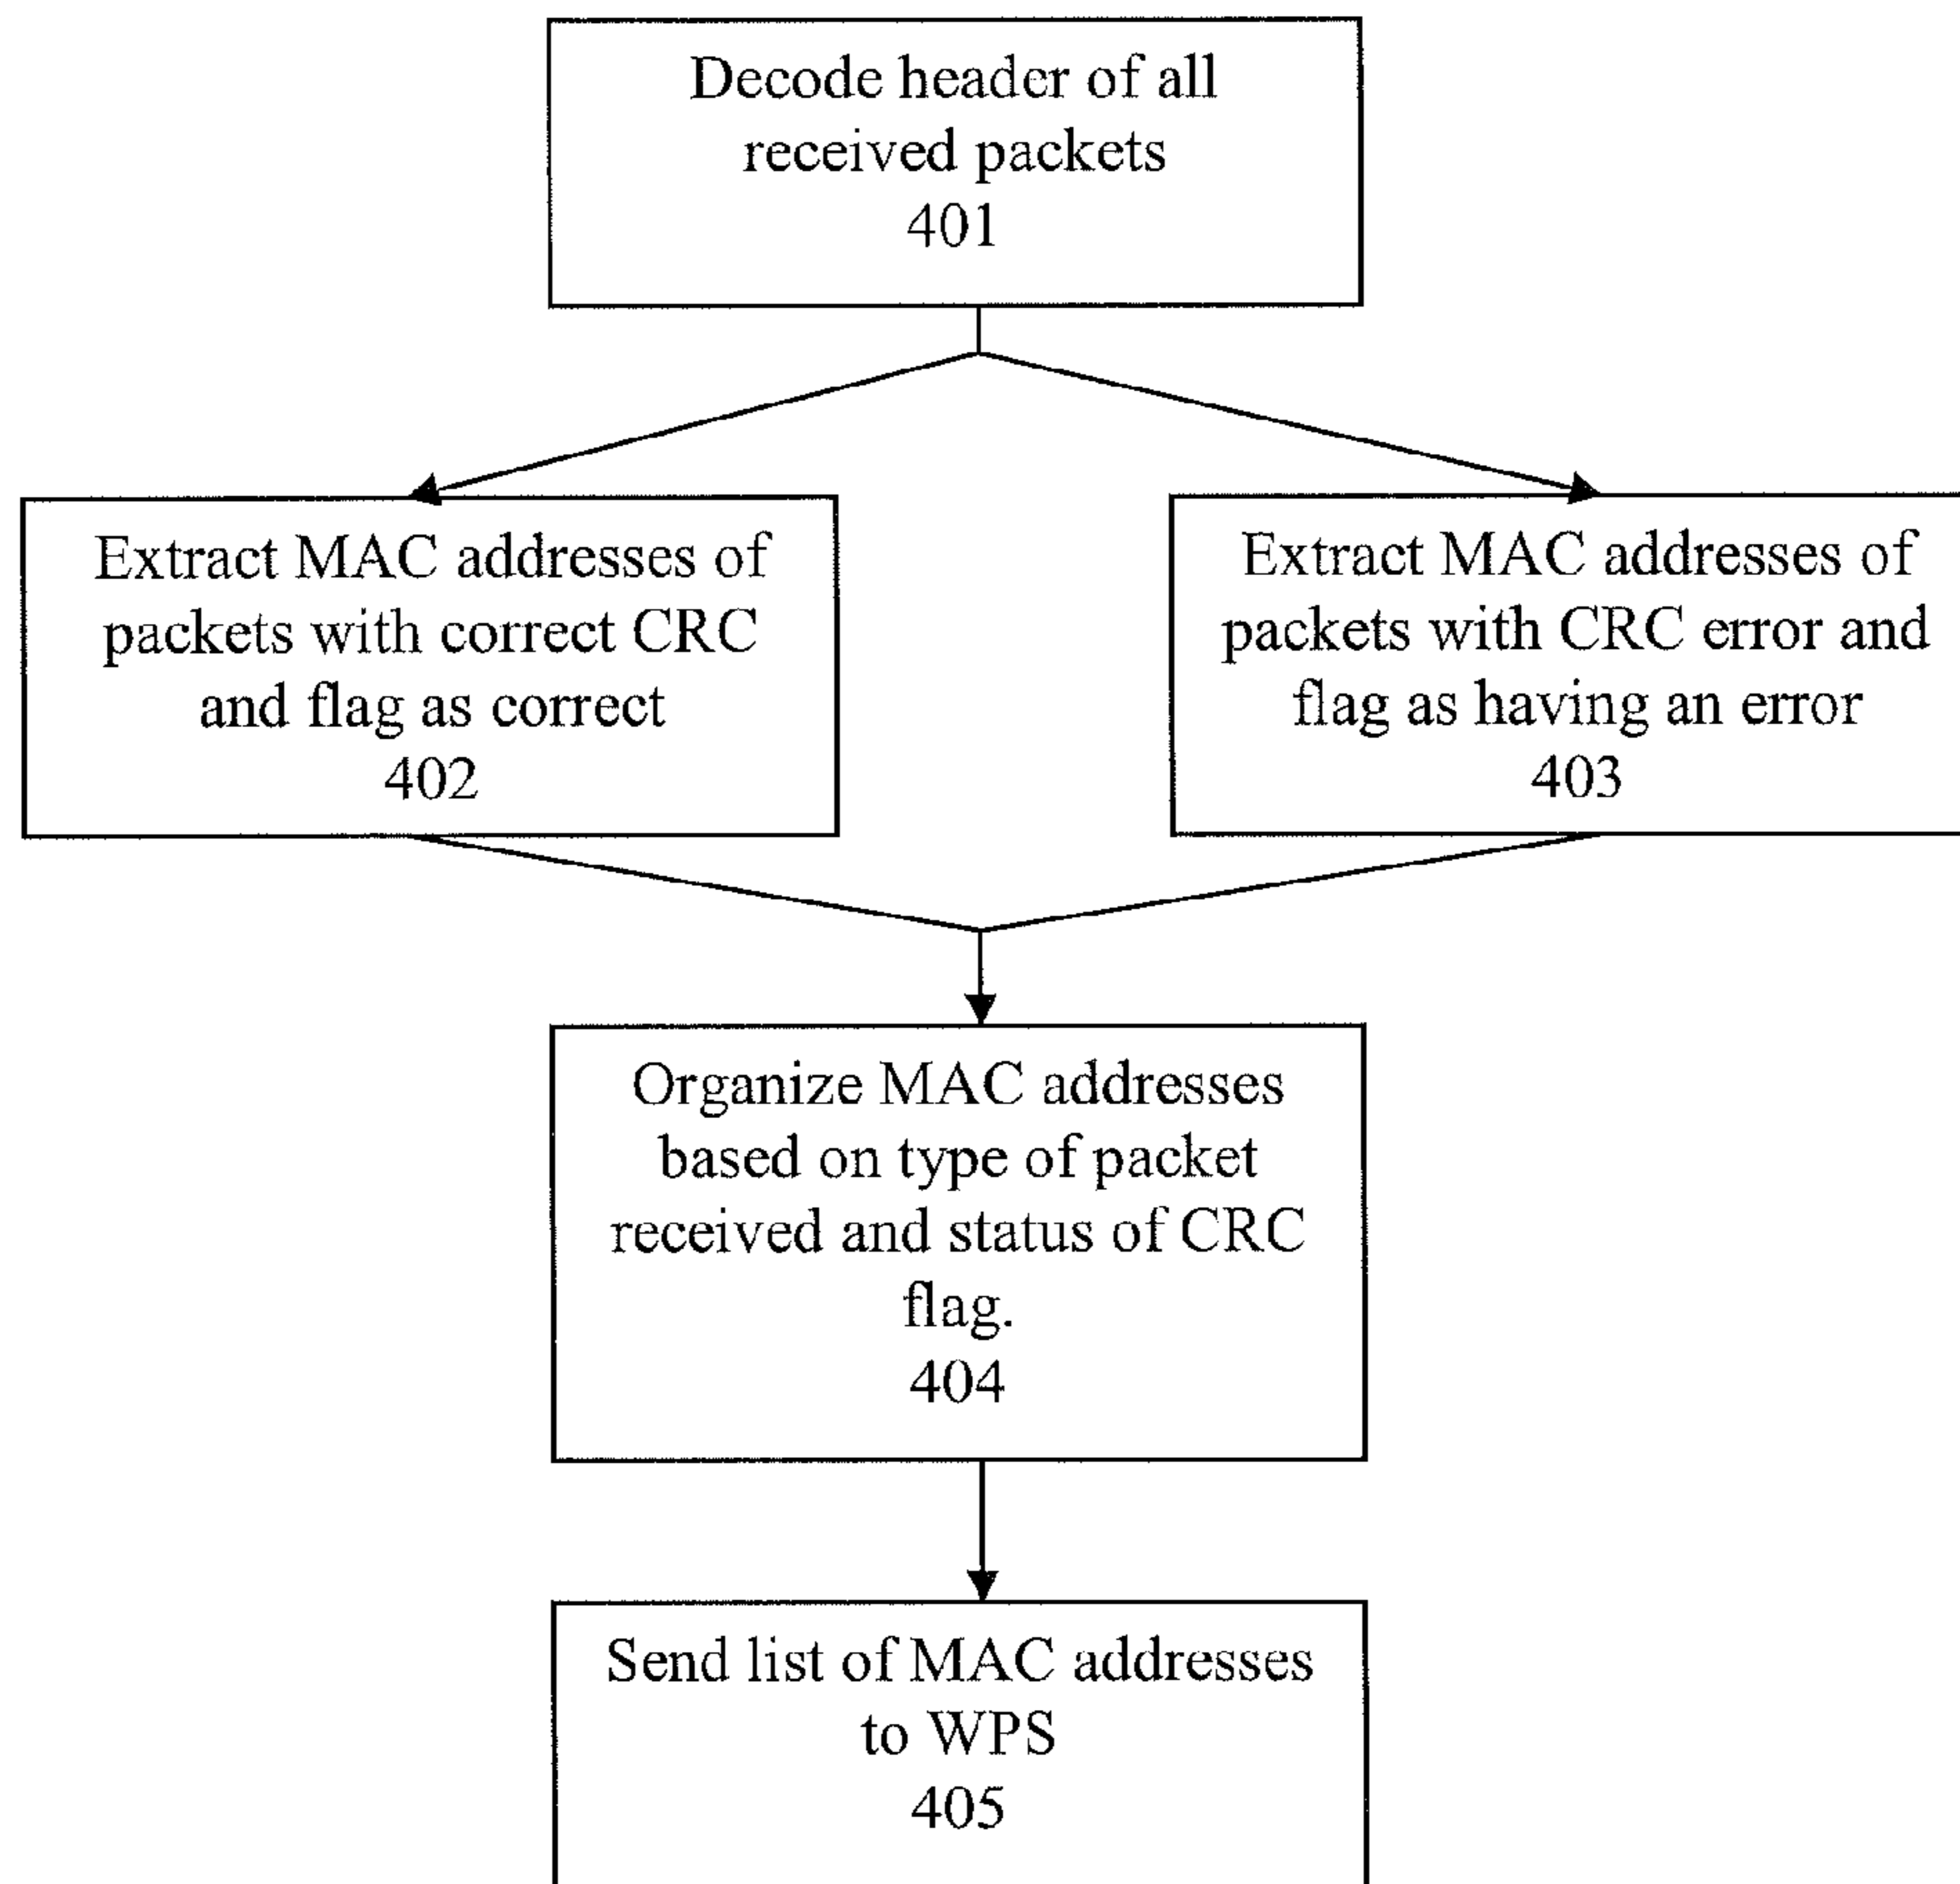 Decode header of all
received packets
401
Extract MAC addresses of
packets with correct CRC
and flag as correct
402
Extract MAC addresses of
packets with CRC error and
flag as having an error
403
Organize MAC addresses
based on type of packet
received and status of CRC
flag.
404
Send list of MAC addresses
to WPS
405